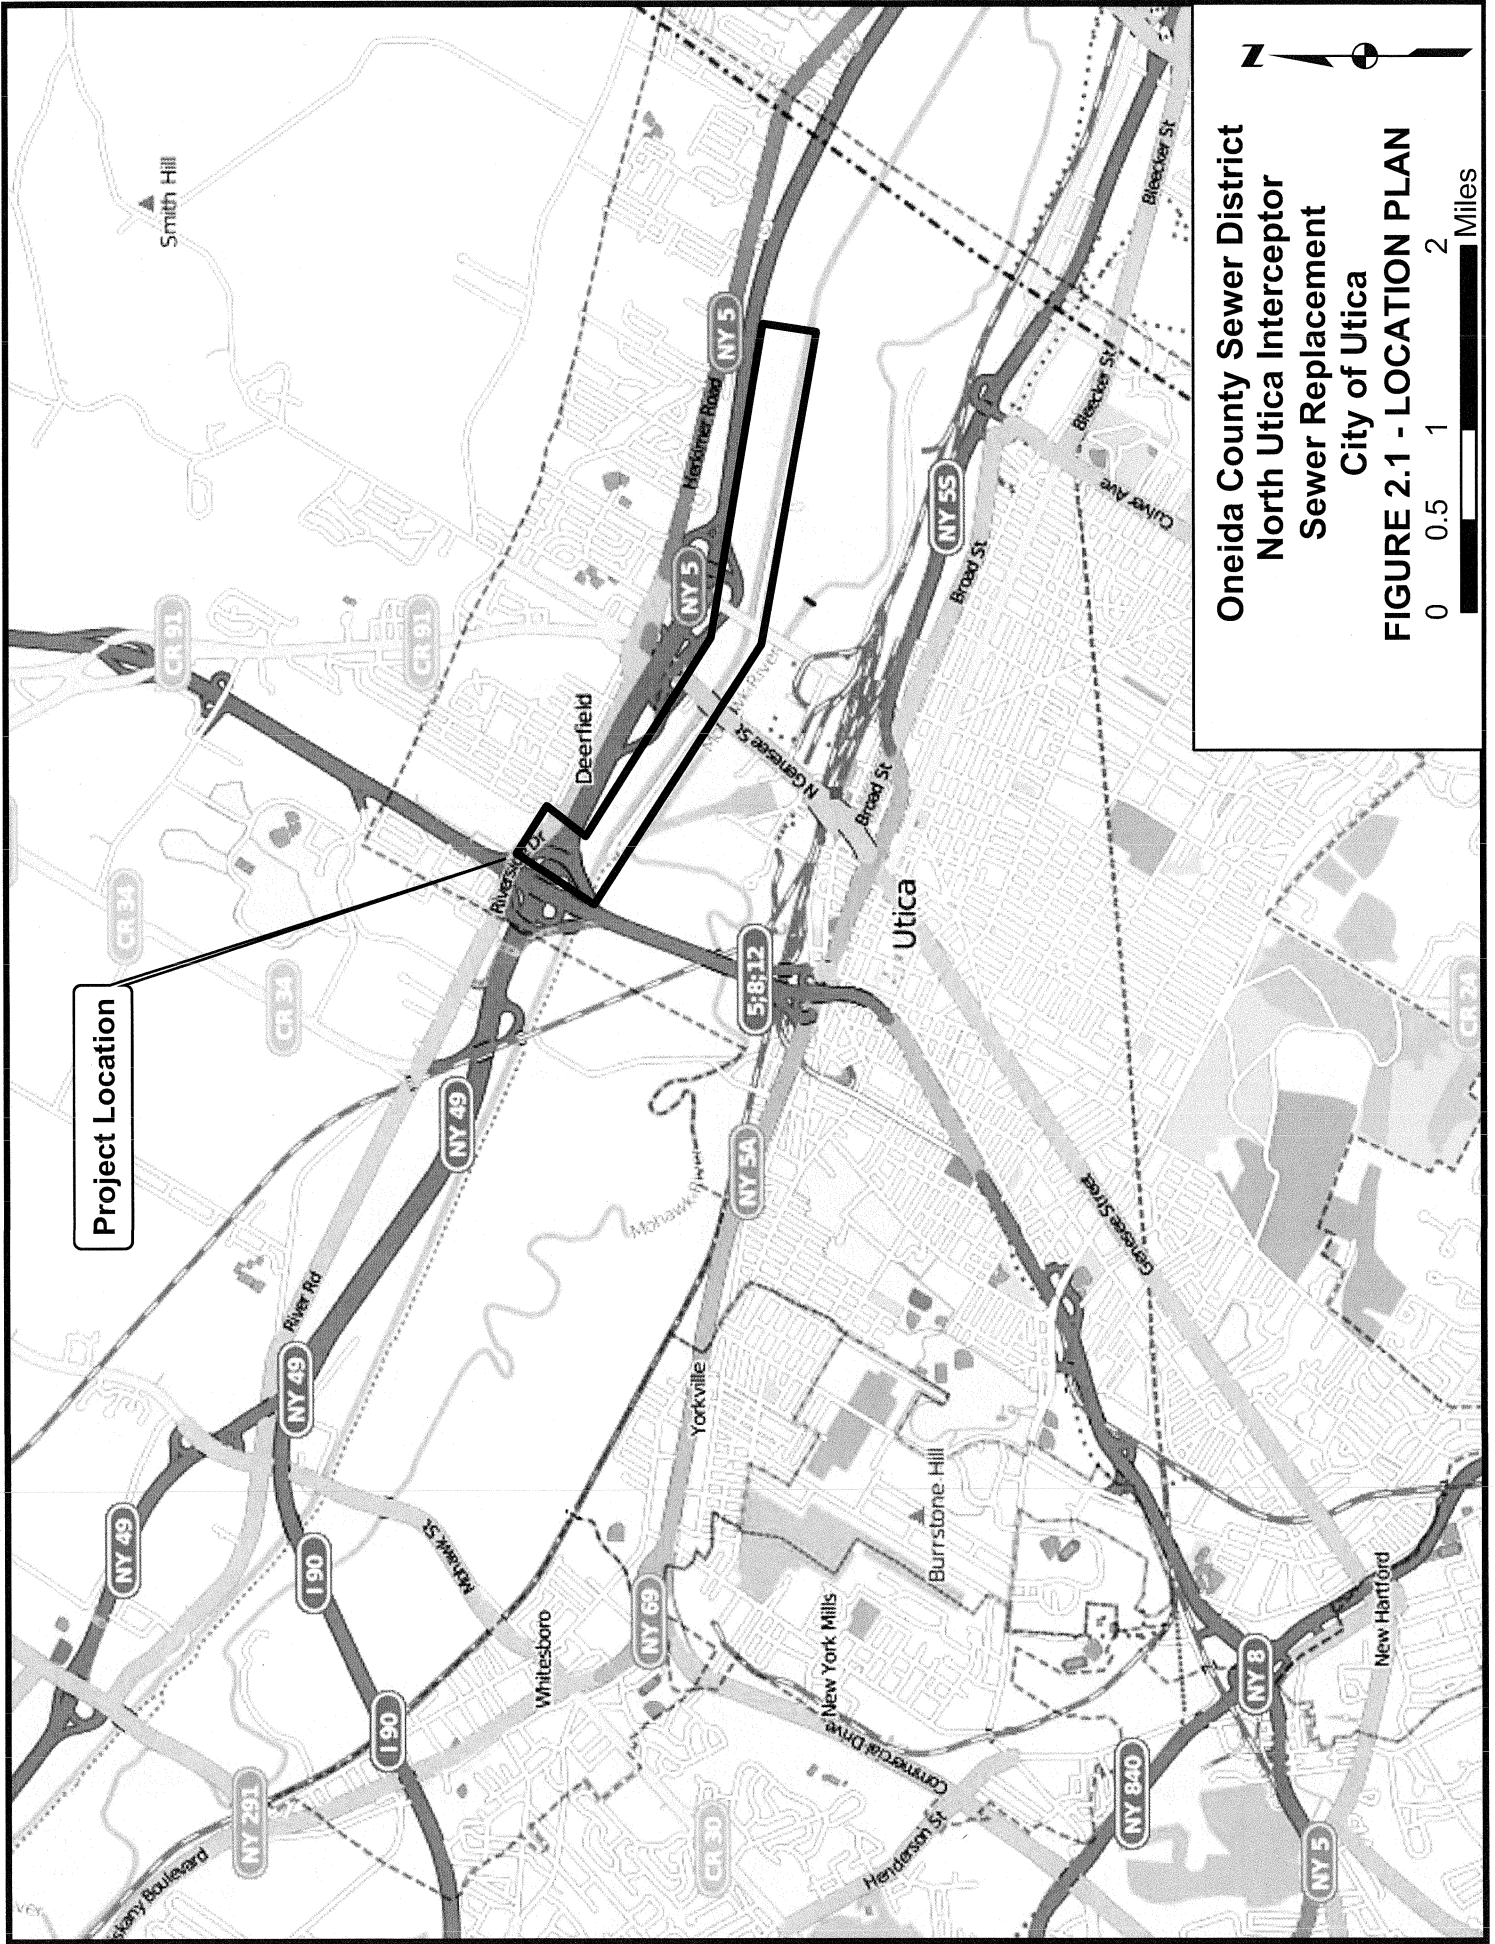 Oneida County Sewer District
North Utica Interceptor
Sewer Replacement
City of Utica
FIGURE 2.1 - LOCATION PLAN
0 0.5 1 2
Miles
N
Project Location
Smith Hill
CR 91
CR 91
CR 34
CR 34
NY 49
NY 49
NY 49
I 90
I 90
NY 291
River Rd
Mohawk St
Riverside Dr
Deerfield
NY 5
NY 5
Herkimer Road
Whitesboro
Yorkville
NY 69
NY 5A
Mohawk River
5;8;12
N Genesee St
Broad St
Broad St
NY 5S
Bleecker St
Bleecker St
Culver Ave
Utica
Genesee Street
CR 24
Burrstone Hill
New York Mills
Commercial Drive
CR 30
Henderson St
NY 840
NY 8
NY 5
New Hartford
Boulevard